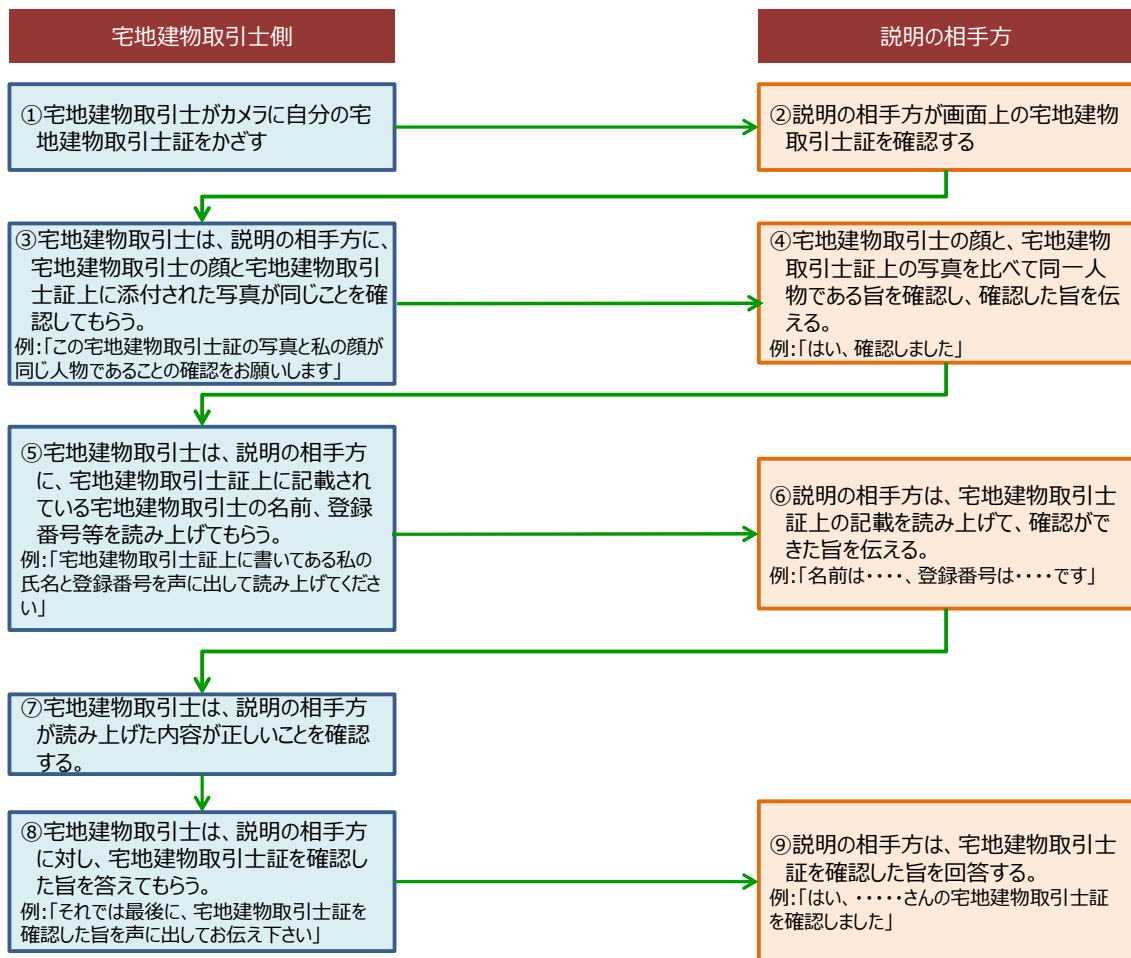 宅地建物取引士側
説明の相手方
①宅地建物取引士がカメラに自分の宅
地建物取引士証をかざす
②説明の相手方が画面上の宅地建物
取引士証を確認する
③宅地建物取引士は、説明の相手方に、
宅地建物取引士の顔と宅地建物取引
士証上に添付された写真が同じことを確
認してもらう。
例:「この宅地建物取引士証の写真と私の顔が
同じ人物であることの確認をお願いします」
④宅地建物取引士の顔と、宅地建物
取引士証上の写真を比べて同一人
物である旨を確認し、確認した旨を伝
える。
例:「はい、確認しました」
⑤宅地建物取引士は、説明の相手方
に、宅地建物取引士証上に記載され
ている宅地建物取引士の名前、登録
番号等を読み上げてもらう。
例:「宅地建物取引士証上に書いてある私の
氏名と登録番号を声に出して読み上げてくださ
い」
⑥説明の相手方は、宅地建物取引士
証上の記載を読み上げて、確認がで
きた旨を伝える。
例:「名前は・・・・、登録番号は・・・・です」
⑦宅地建物取引士は、説明の相手方
が読み上げた内容が正しいことを確認
する。
⑧宅地建物取引士は、説明の相手方
に対し、宅地建物取引士証を確認し
た旨を答えてもらう。
例:「それでは最後に、宅地建物取引士証を
確認した旨を声に出してお伝え下さい」
⑨説明の相手方は、宅地建物取引士
証を確認した旨を回答する。
例:「はい、・・・・・さんの宅地建物取引士証
を確認しました」